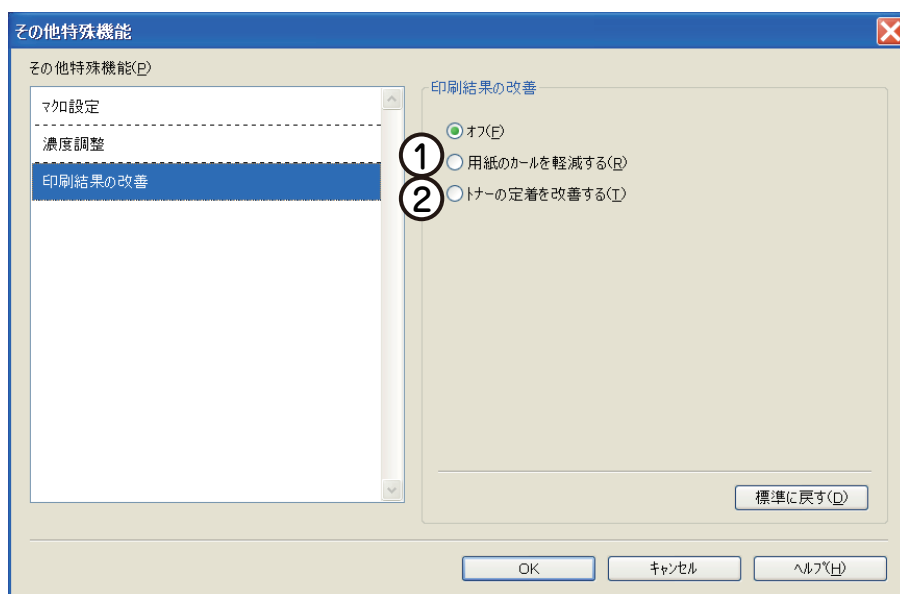 その他特殊機能
その他特殊機能(P)
ﾏｸﾛ設定
濃度調整
印刷結果の改善
印刷結果の改善
ｵﾌ(F)
① 用紙のｶｰﾙを軽減する(R)
② ﾄﾅｰの定着を改善する(T)
標準に戻す(D)
OK
ｷｬﾝｾﾙ
ﾍﾙﾌﾟ(H)